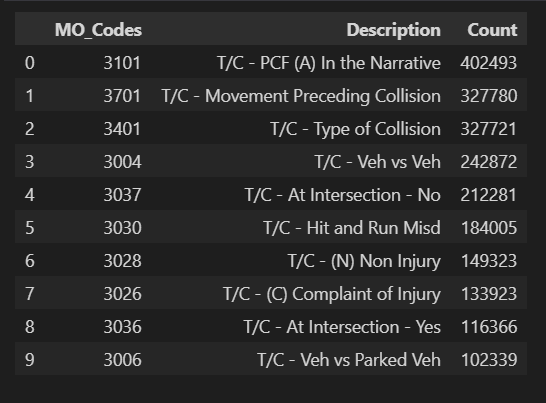 MO_Codes Description Count
0 3101 T/C - PCF (A) In the Narrative 402493
1 3701 T/C - Movement Preceding Collision 327780
2 3401 T/C - Type of Collision 327721
3 3004 T/C - Veh vs Veh 242872
4 3037 T/C - At Intersection - No 212281
5 3030 T/C - Hit and Run Misd 184005
6 3028 T/C - (N) Non Injury 149323
7 3026 T/C - (C) Complaint of Injury 133923
8 3036 T/C - At Intersection - Yes 116366
9 3006 T/C - Veh vs Parked Veh 102339